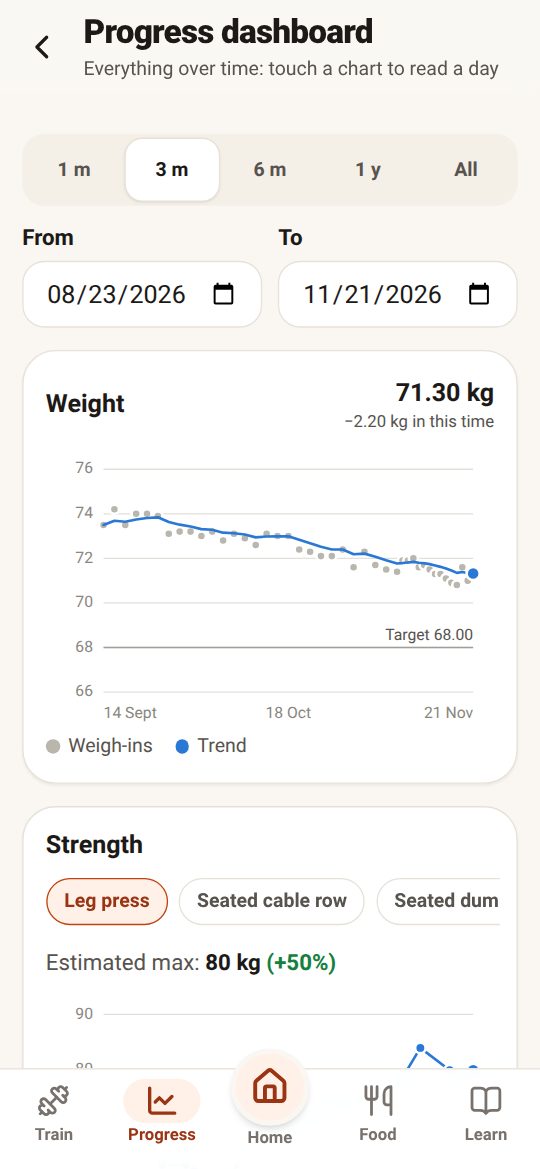 Progress dashboard
Everything over time: touch a chart to read a day
1 m
3 m
6 m
1 y
All
From
To
08/23/2026
11/21/2026
Weight
71.30 kg
−2.20 kg in this time
76
74
72
70
Target 68.00
68
66
14 Sept
18 Oct
21 Nov
Weigh-ins
Trend
Strength
Leg press
Seated cable row
Seated dum
Estimated max: 80 kg (+50%)
90
80
Train
Progress
Home
Food
Learn